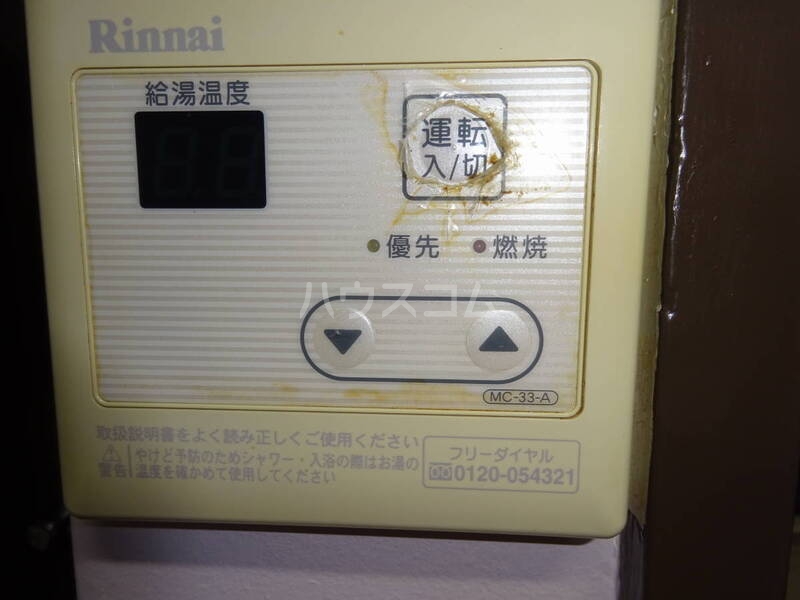 Rinnai
給湯温度
運転
入/切
優先 燃焼
ハウスコム
MC-33-A
取扱説明書をよく読み正しくご使用ください
警告 やけど予防のためシャワー・入浴の際はお湯の
温度を確かめて使用してください
フリーダイヤル
0120-054321